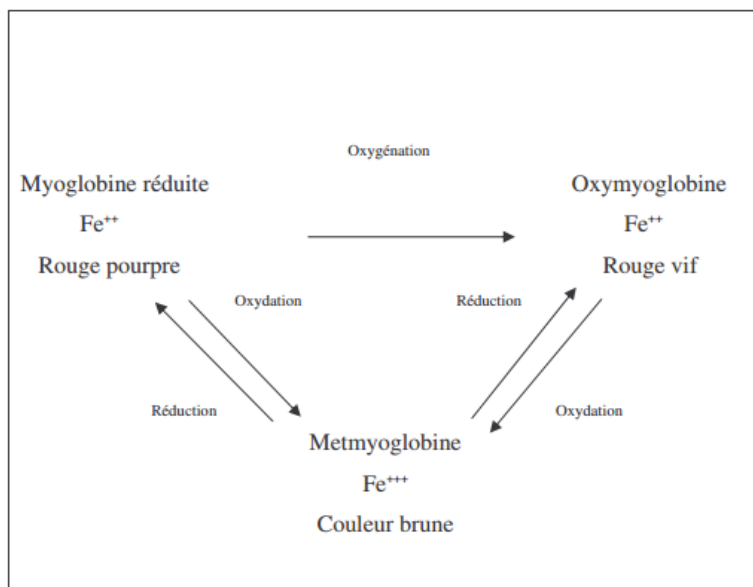 Oxygénation
Myoglobine réduite
Oxymyoglobine
Fe⁺⁺
Fe⁺⁺
Rouge pourpre
Rouge vif
Oxydation
Réduction
Réduction
Oxydation
Metmyoglobine
Fe⁺⁺⁺
Couleur brune